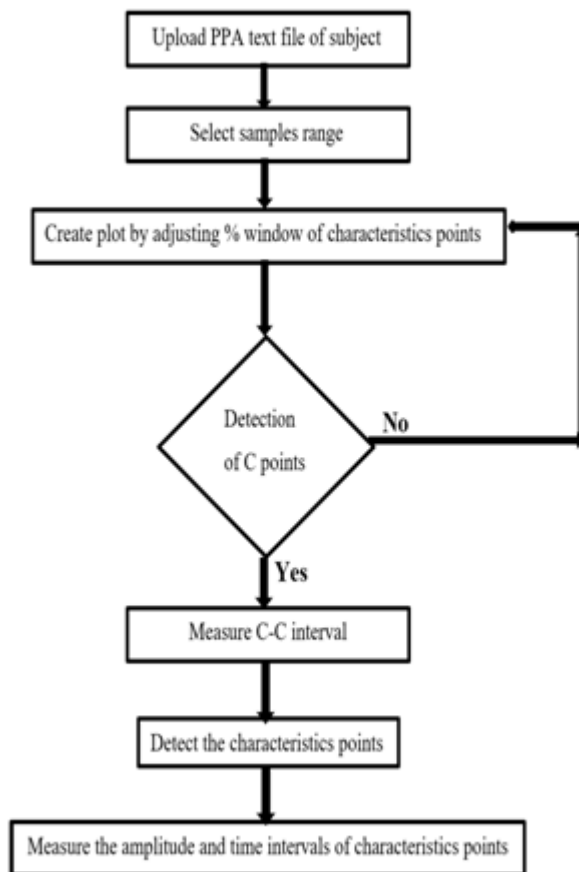 Upload PPA text file of subject
Select samples range
Create plot by adjusting % window of characteristics points
Detection
of C points
No
Yes
Measure C-C interval
Detect the characteristics points
Measure the amplitude and time intervals of characteristics points